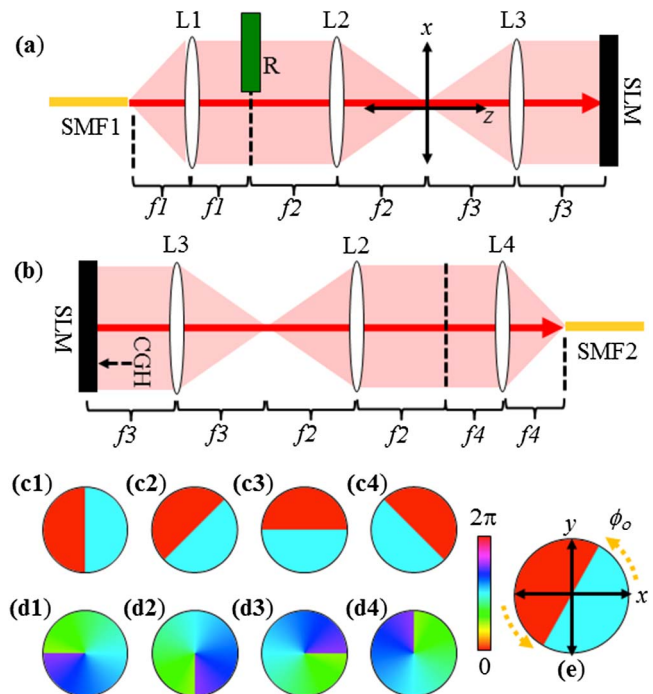 (a)
L1
L2
L3
R
x
z
SMF1
SLM
f1 f1 f2 f2 f3 f3
(b)
L3
L2
L4
SLM
CGH
SMF2
f3 f3 f2 f2 f4 f4
(c1) (c2) (c3) (c4)
2π
0
ϕo
y
x
(d1) (d2) (d3) (d4)
(e)